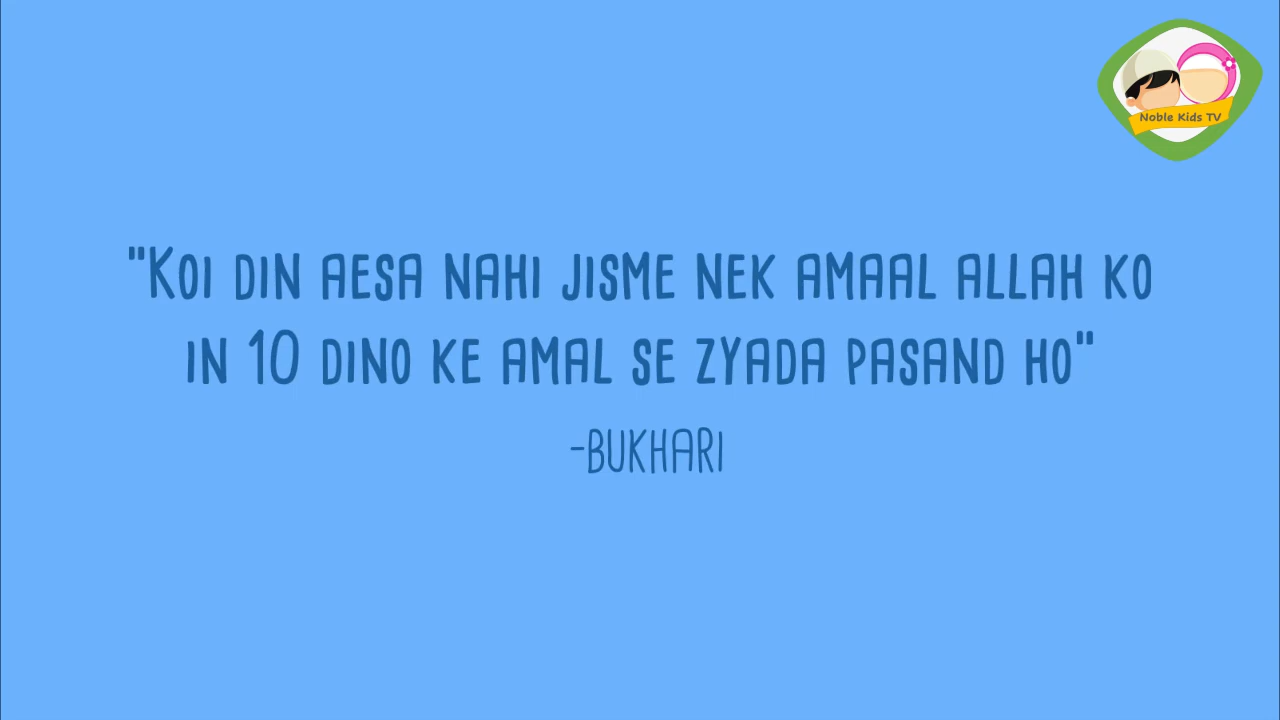 Noble Kids TV
"Koi din aesa nahi jisme nek amaal Allah ko
in 10 dino ke amal se zyada pasand ho"
-Bukhari